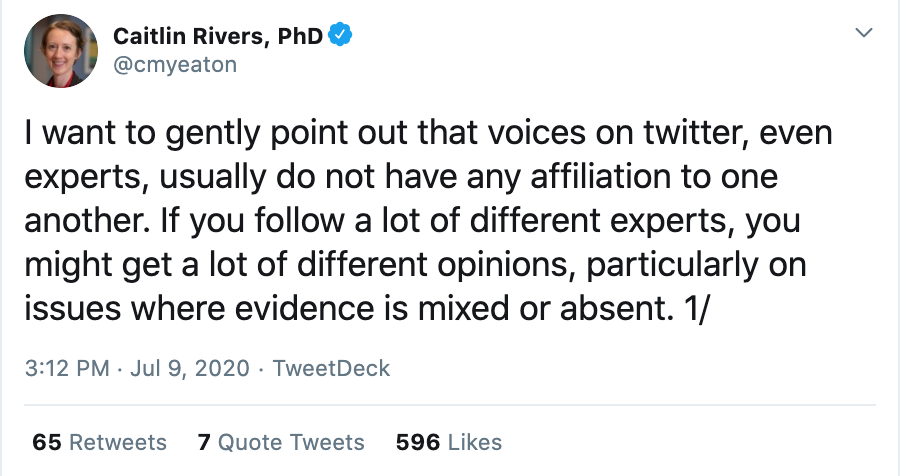 Caitlin Rivers, PhD
@cmyeaton
I want to gently point out that voices on twitter, even
experts, usually do not have any affiliation to one
another. If you follow a lot of different experts, you
might get a lot of different opinions, particularly on
issues where evidence is mixed or absent. 1/
3:12 PM · Jul 9, 2020 · TweetDeck
65 Retweets 7 Quote Tweets 596 Likes